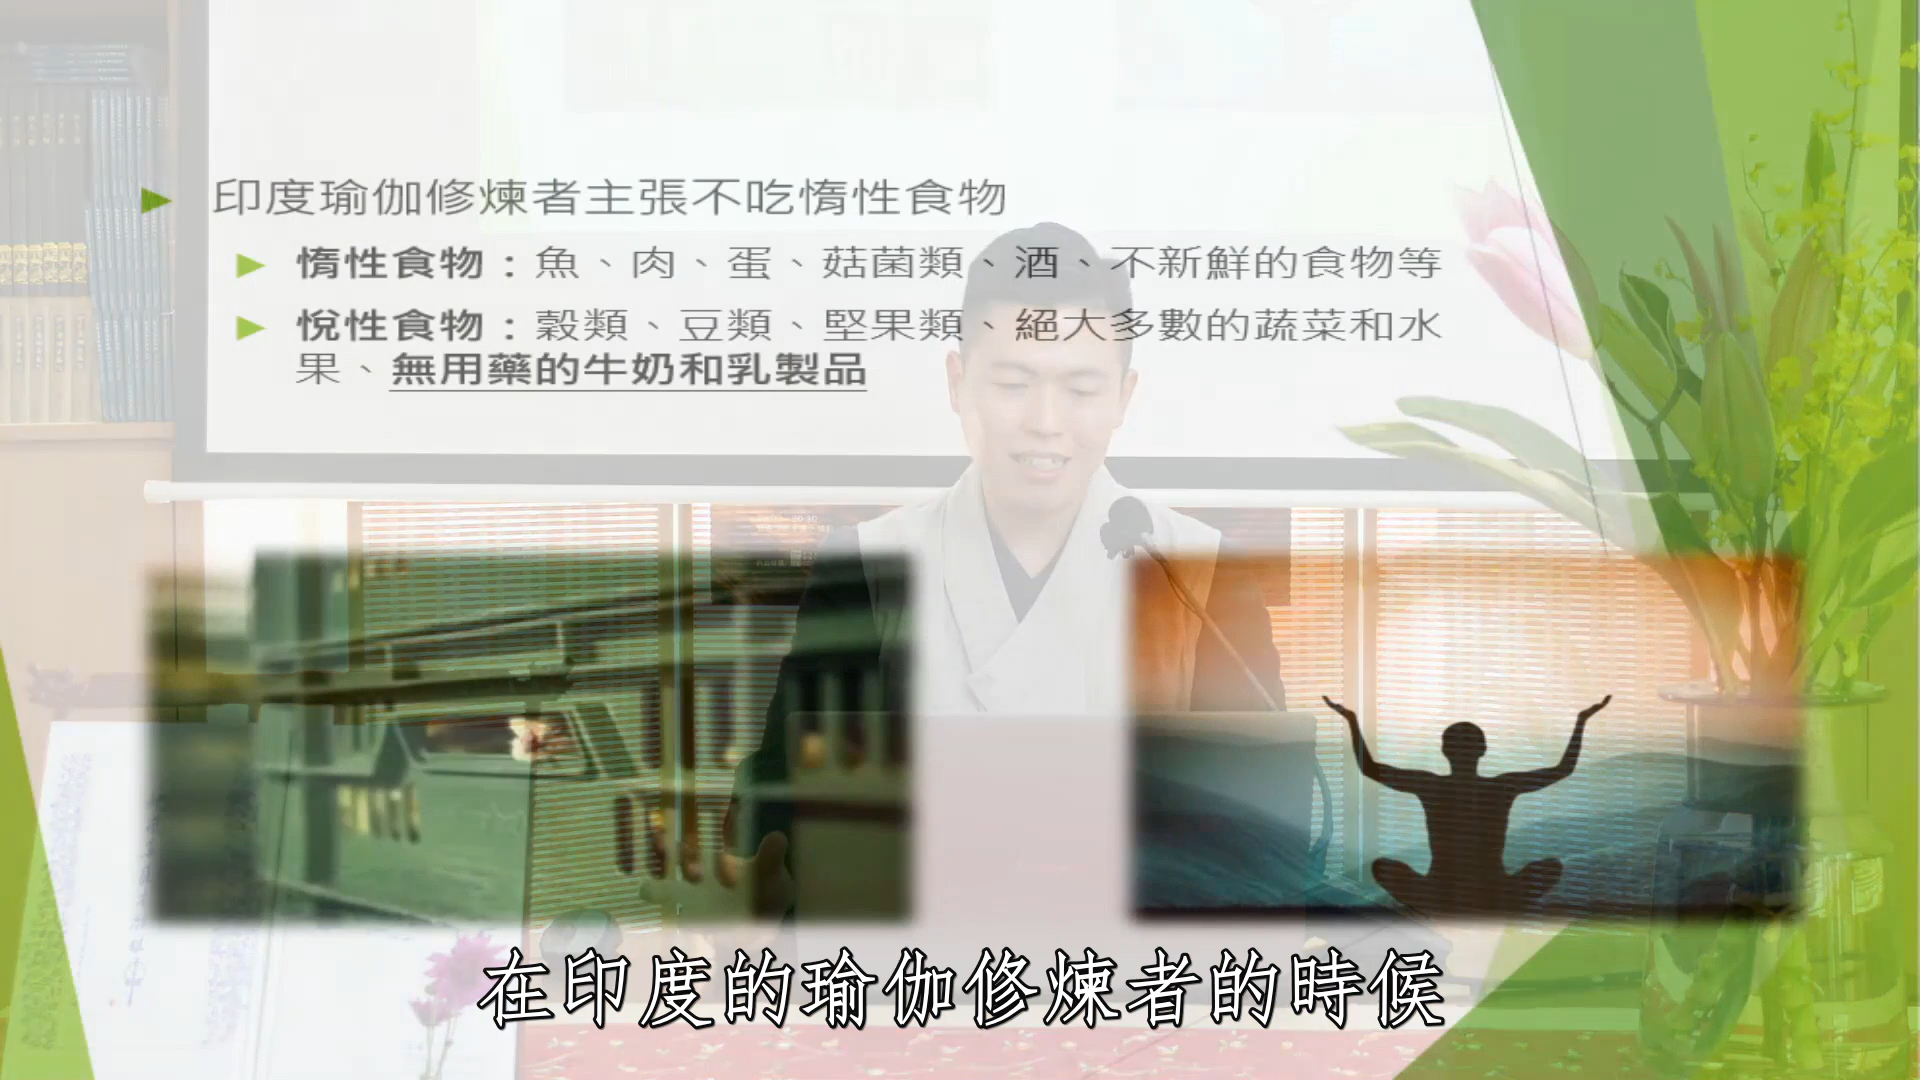 印度瑜伽修煉者主張不吃惰性食物
惰性食物：魚、肉、蛋、菇菌類、酒、不新鮮的食物等
悅性食物：穀類、豆類、堅果類、絕大多數的蔬菜和水
果、無用藥的牛奶和乳製品
在印度的瑜伽修煉者的時候